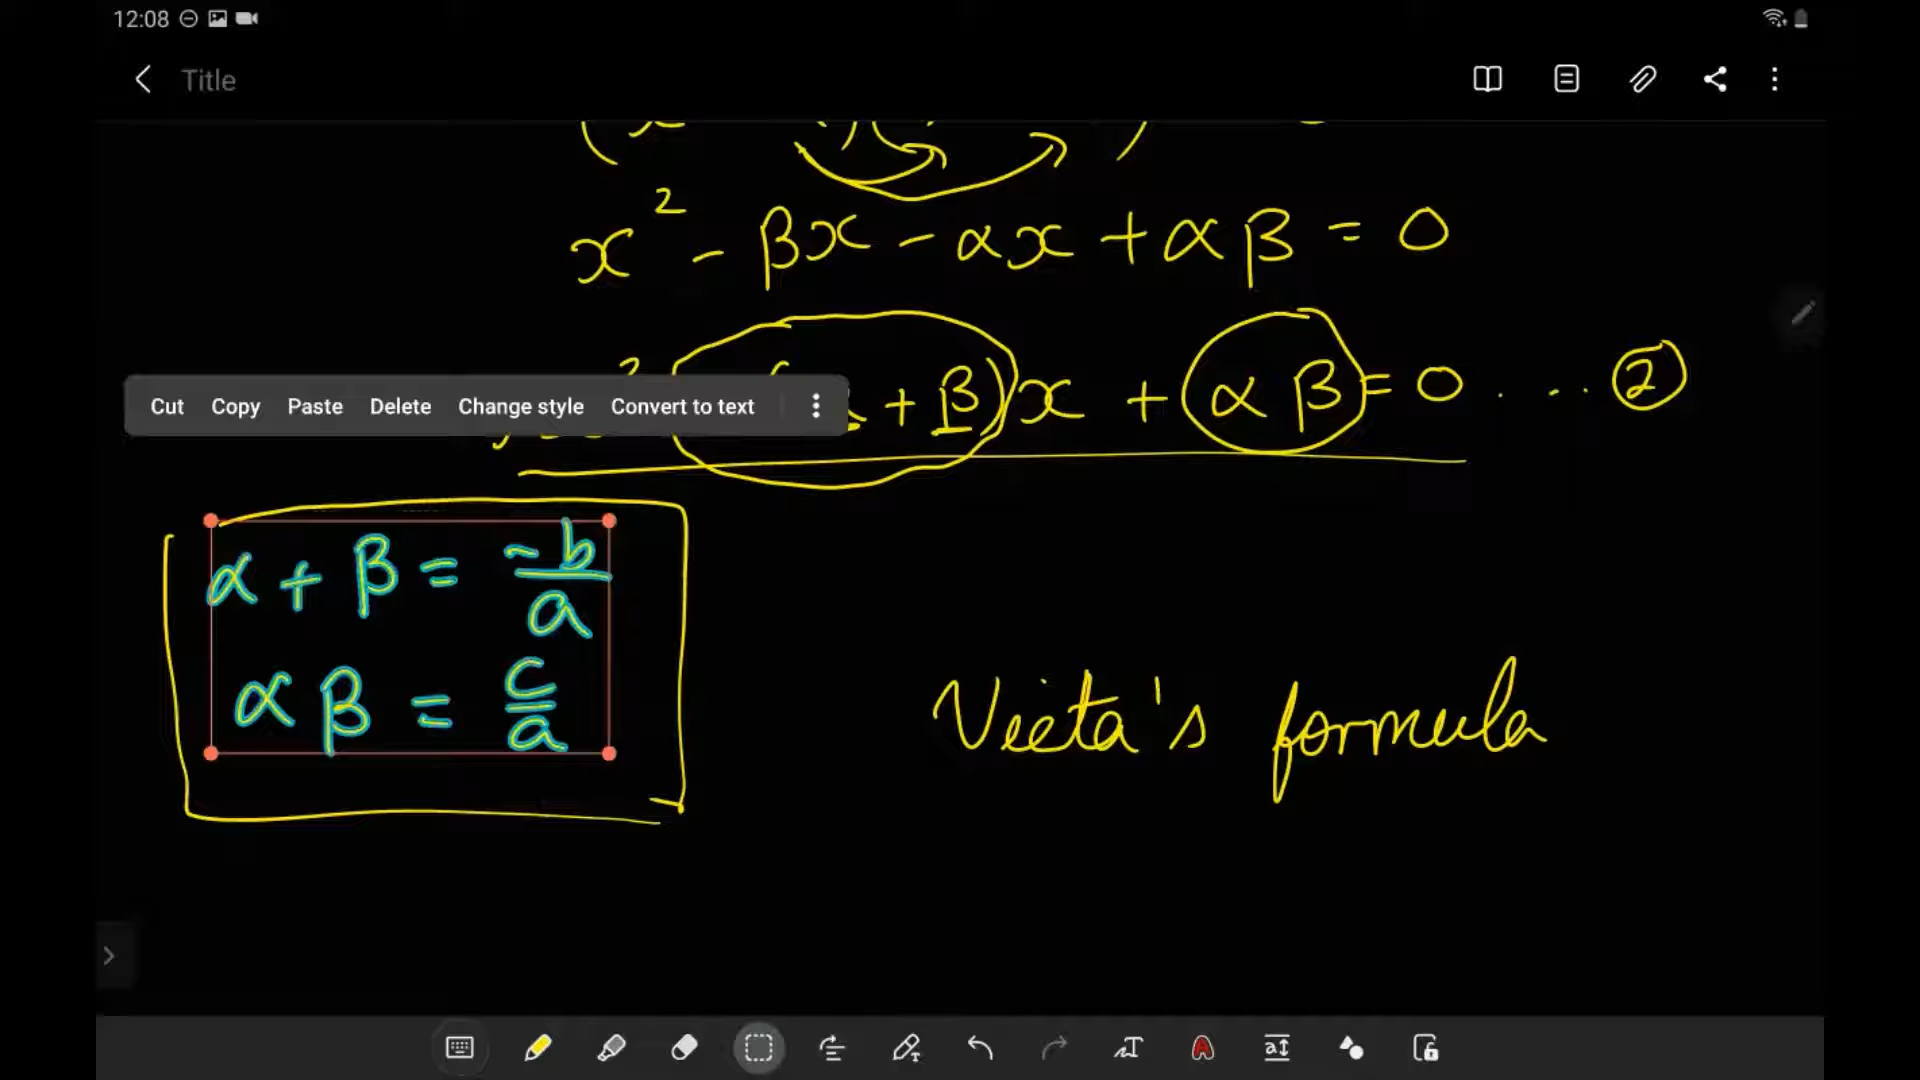 12:08
Title
x² - βx - αx + αβ = 0
+ β)x + αβ = 0 . .. ②
Cut Copy Paste Delete Change style Convert to text
α + β = -b/a
αβ = c/a
Vieta's formula